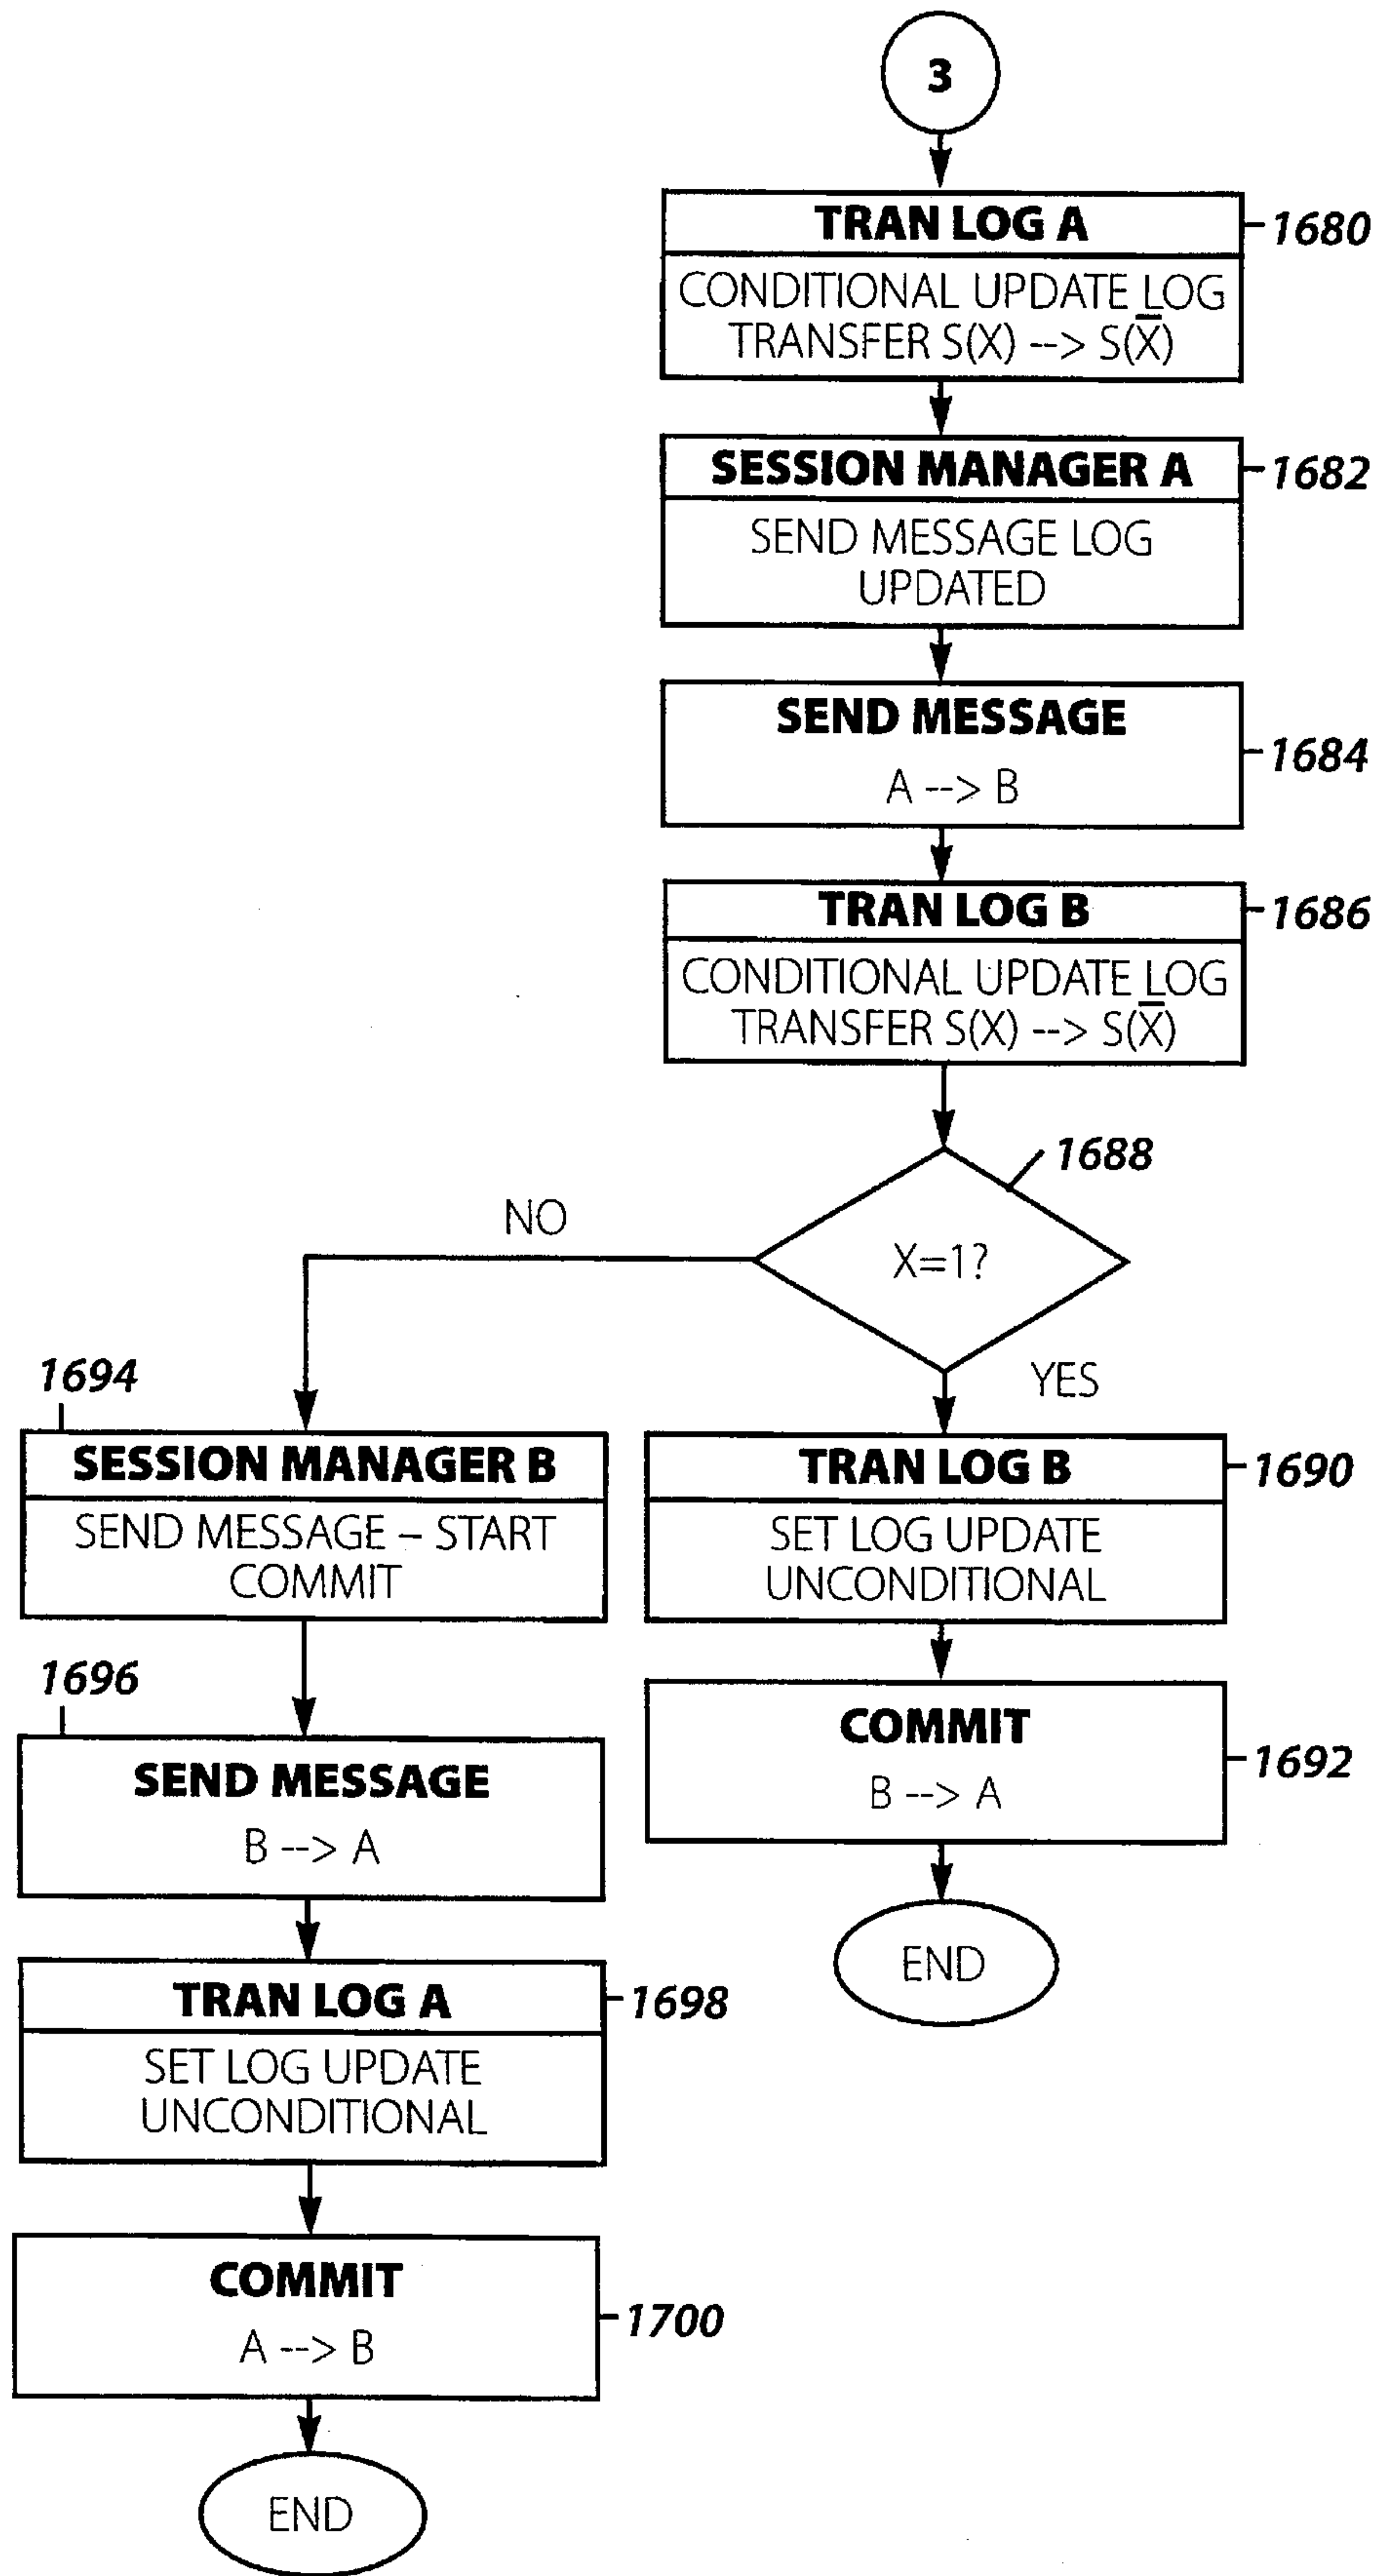 3
TRAN LOG A
1680
CONDITIONAL UPDATE LOG
TRANSFER S(X) --> S(X̅)
SESSION MANAGER A
1682
SEND MESSAGE LOG
UPDATED
SEND MESSAGE
1684
A --> B
TRAN LOG B
1686
CONDITIONAL UPDATE LOG
TRANSFER S(X) --> S(X̅)
1688
NO
X=1?
YES
1694
SESSION MANAGER B
SEND MESSAGE – START
COMMIT
TRAN LOG B
1690
SET LOG UPDATE
UNCONDITIONAL
1696
SEND MESSAGE
B --> A
COMMIT
1692
B --> A
END
TRAN LOG A
1698
SET LOG UPDATE
UNCONDITIONAL
COMMIT
1700
A --> B
END